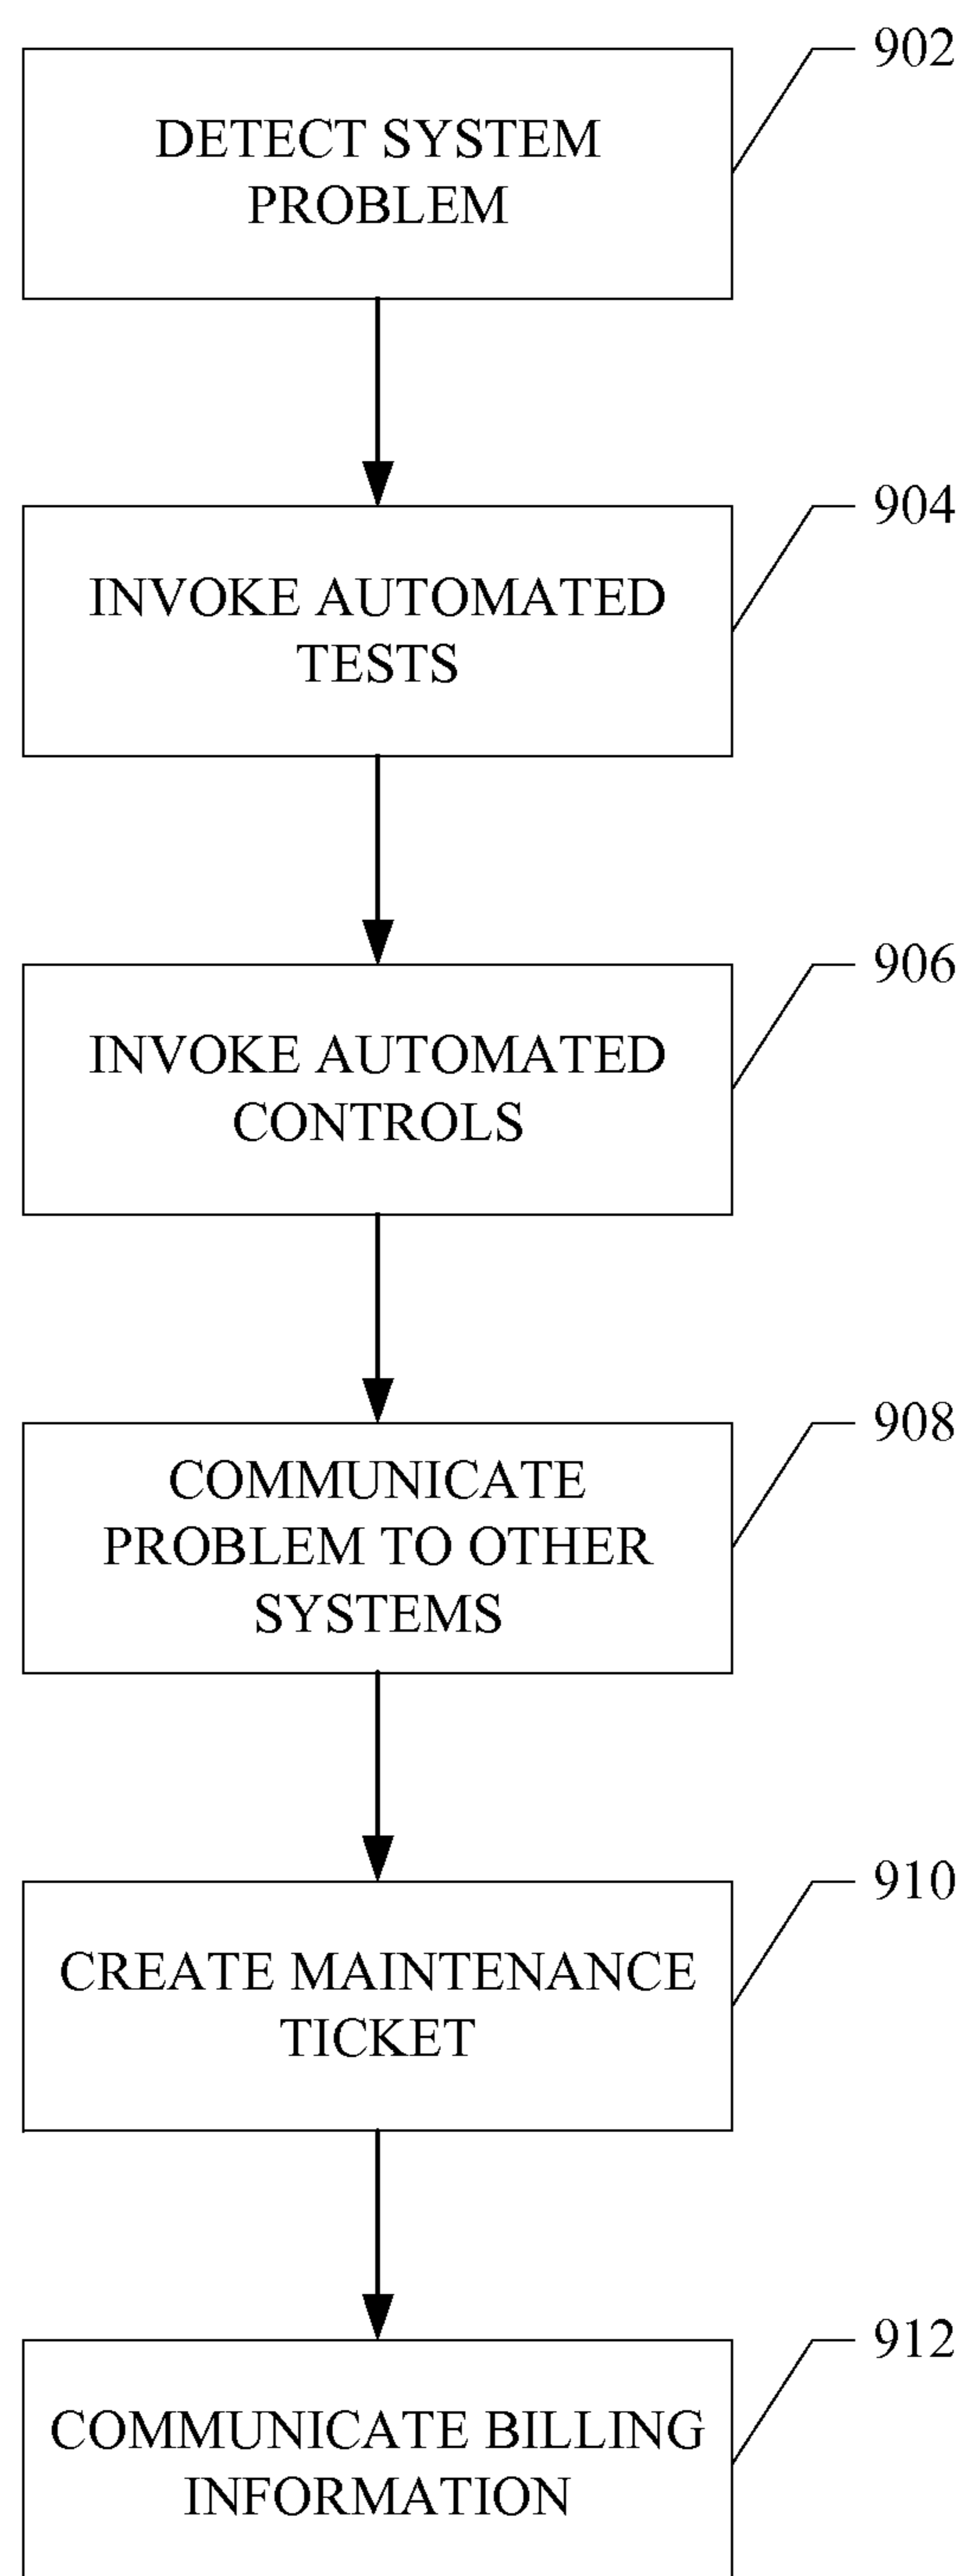 902
DETECT SYSTEM
PROBLEM
904
INVOKE AUTOMATED
TESTS
906
INVOKE AUTOMATED
CONTROLS
908
COMMUNICATE
PROBLEM TO OTHER
SYSTEMS
910
CREATE MAINTENANCE
TICKET
912
COMMUNICATE BILLING
INFORMATION